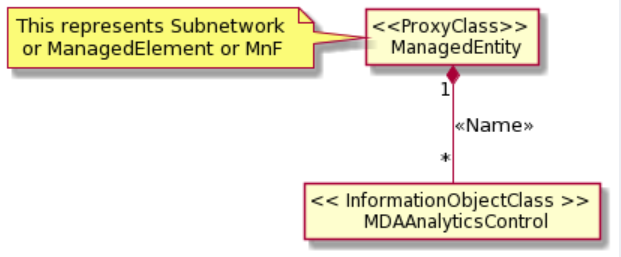 This represents Subnetwork
or ManagedElement or MnF
<<ProxyClass>>
ManagedEntity
1
«Name»
*
<< InformationObjectClass >>
MDAAnalyticsControl